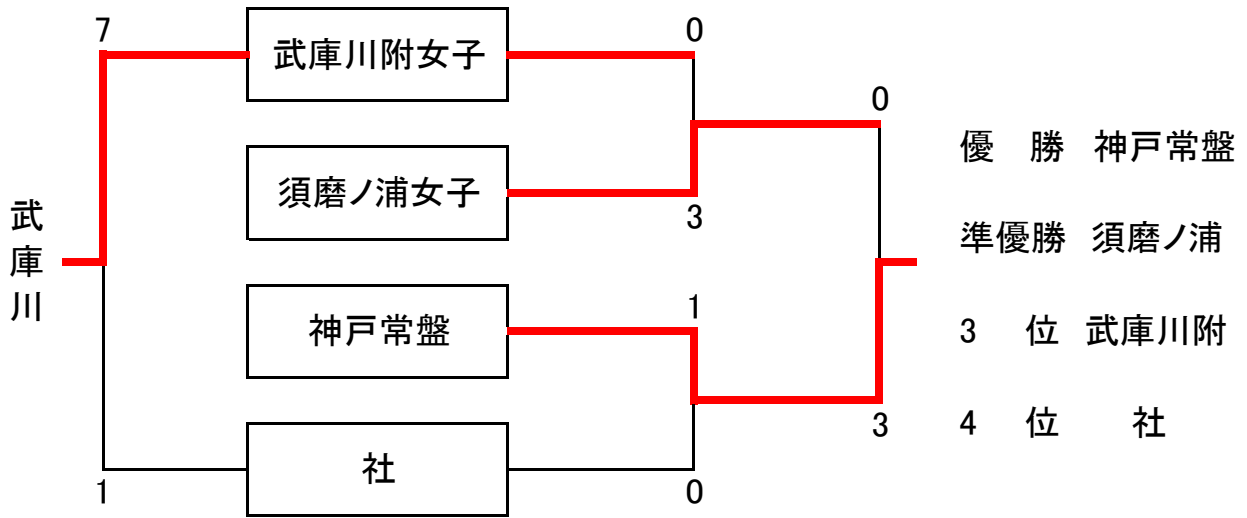 7
武庫川附女子
0
0
須磨ノ浦女子
3
武庫川
神戸常盤
1
3
社
1
0
優　勝　神戸常盤
準優勝　須磨ノ浦
3　位　武庫川附
4　位　社